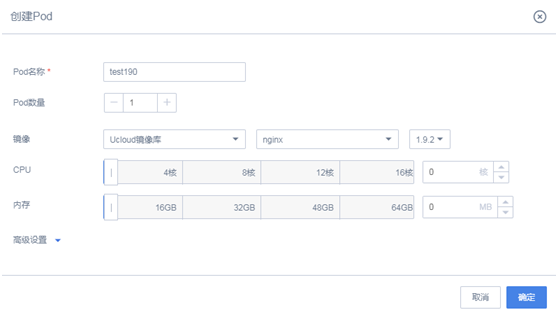 创建Pod
Pod名称 * test190
Pod数量 1
镜像 Ucloud镜像库 nginx 1.9.2
CPU 4核 8核 12核 16核 0 核
内存 16GB 32GB 48GB 64GB 0 MB
高级设置
取消 确定